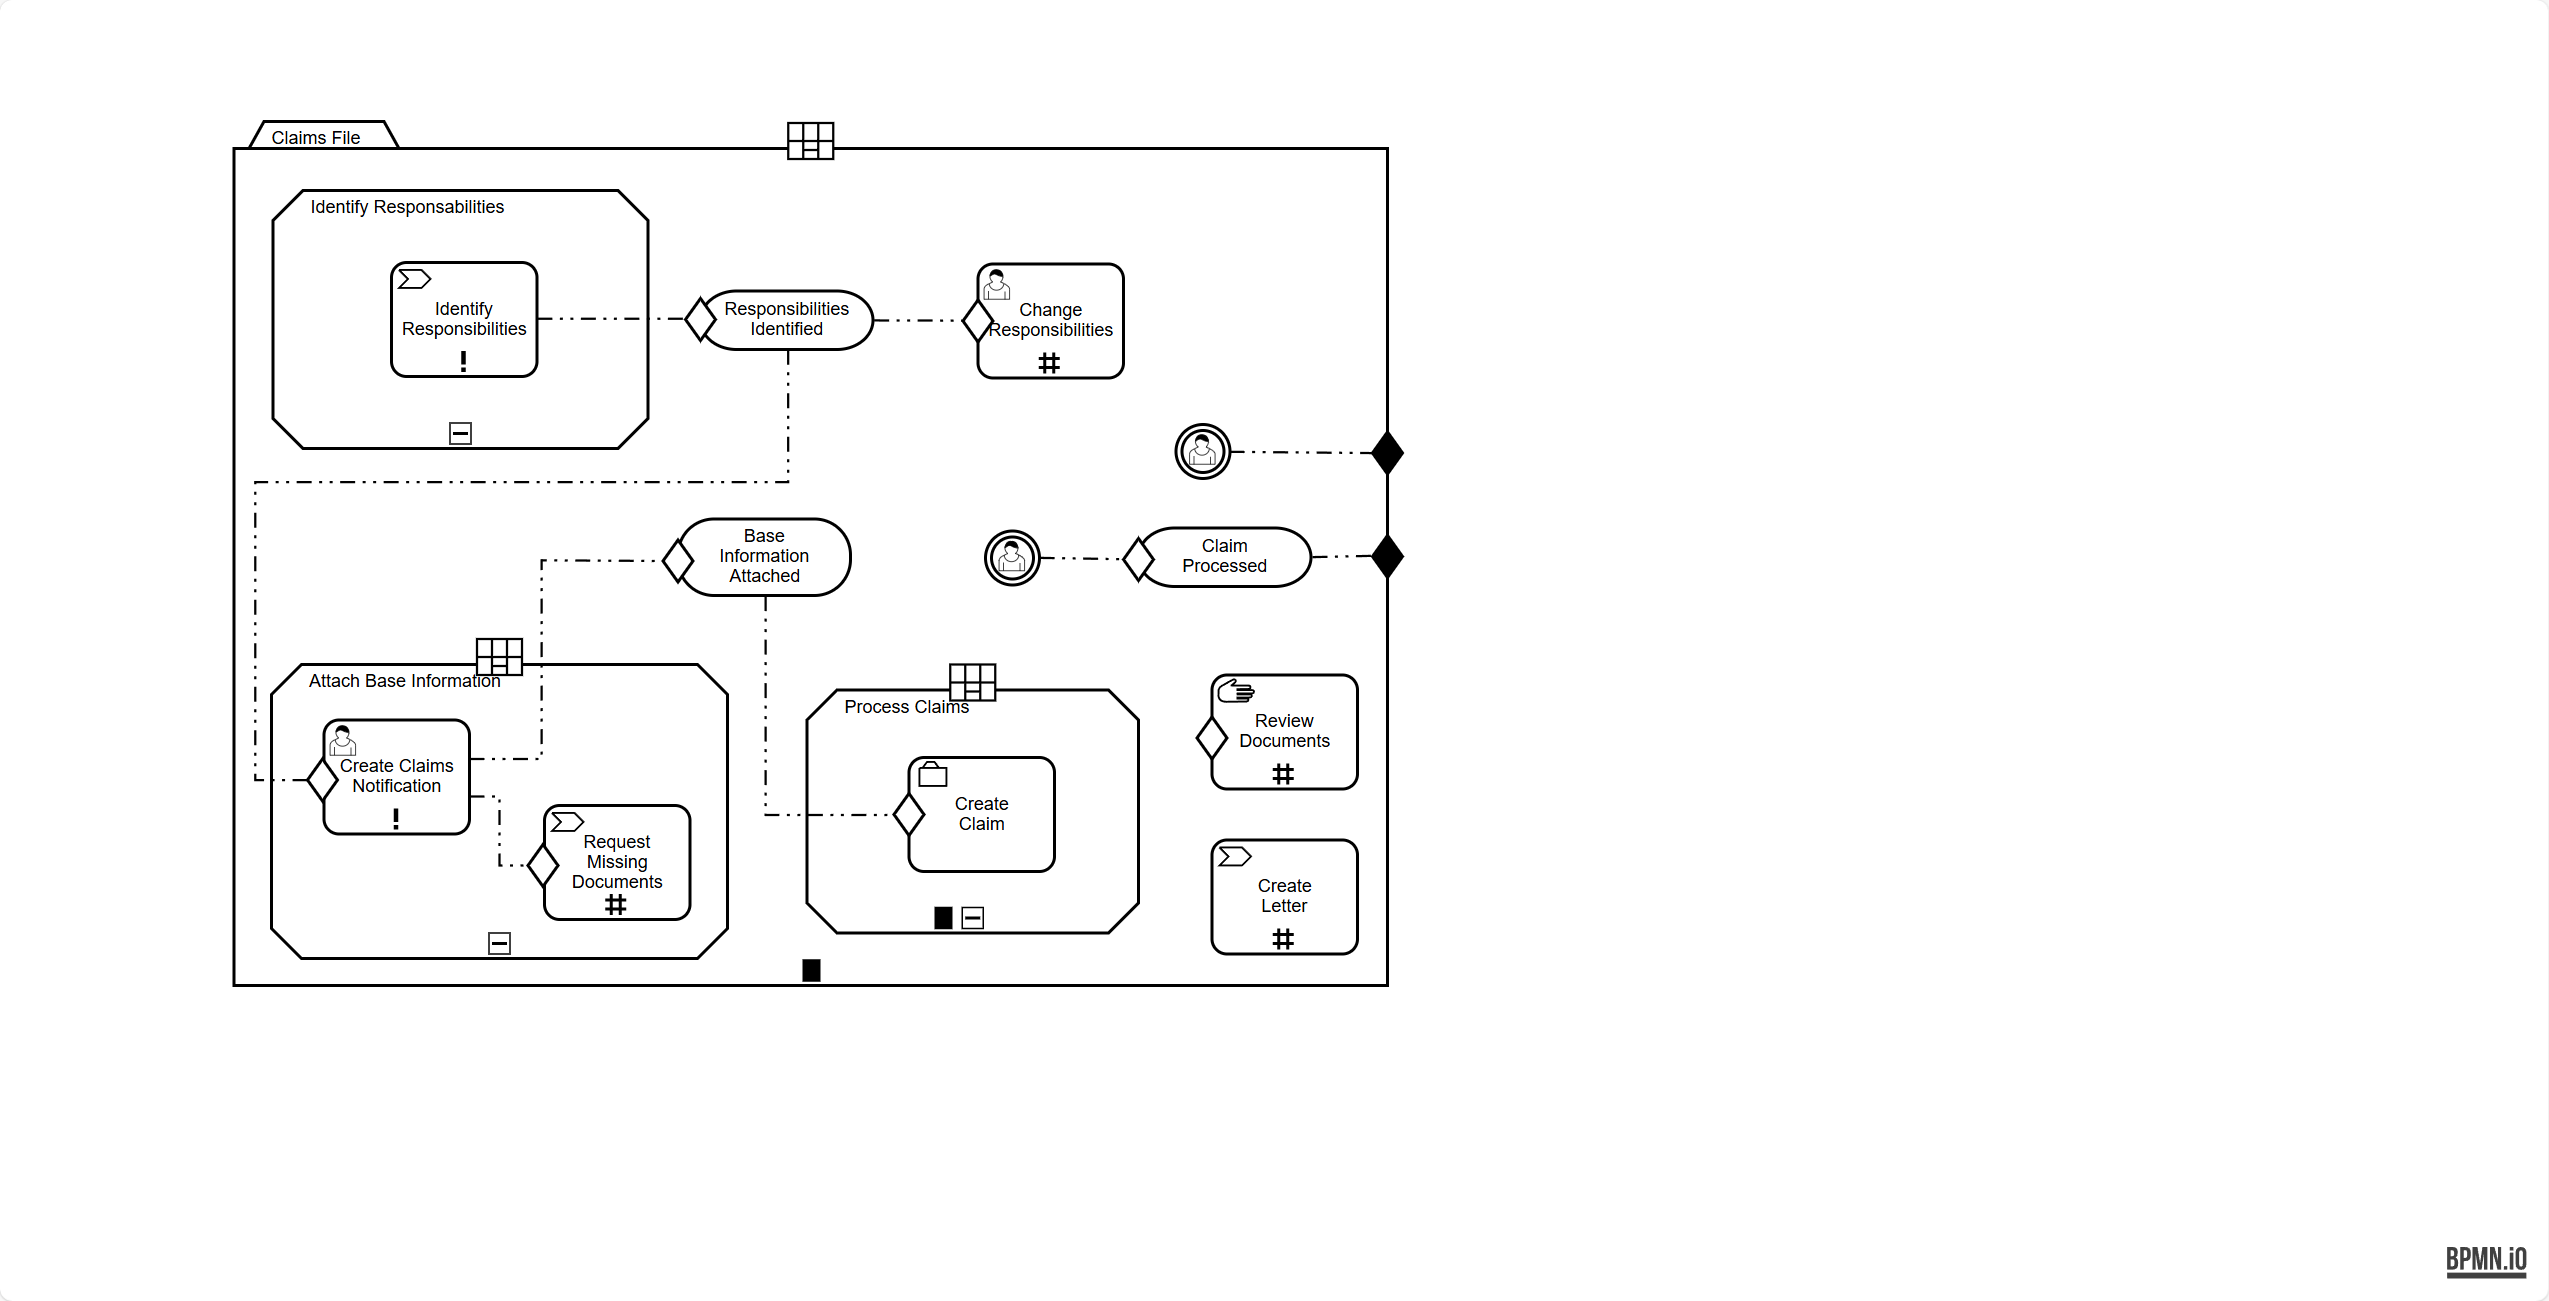 Claims File
Identify Responsabilities
Identify
Responsibilities
Responsibilities
Identified
Change
Responsibilities
Base
Information
Attached
Claim
Processed
Attach Base Information
Create Claims
Notification
Request
Missing
Documents
Process Claims
Create
Claim
Review
Documents
Create
Letter
BPMN.iO